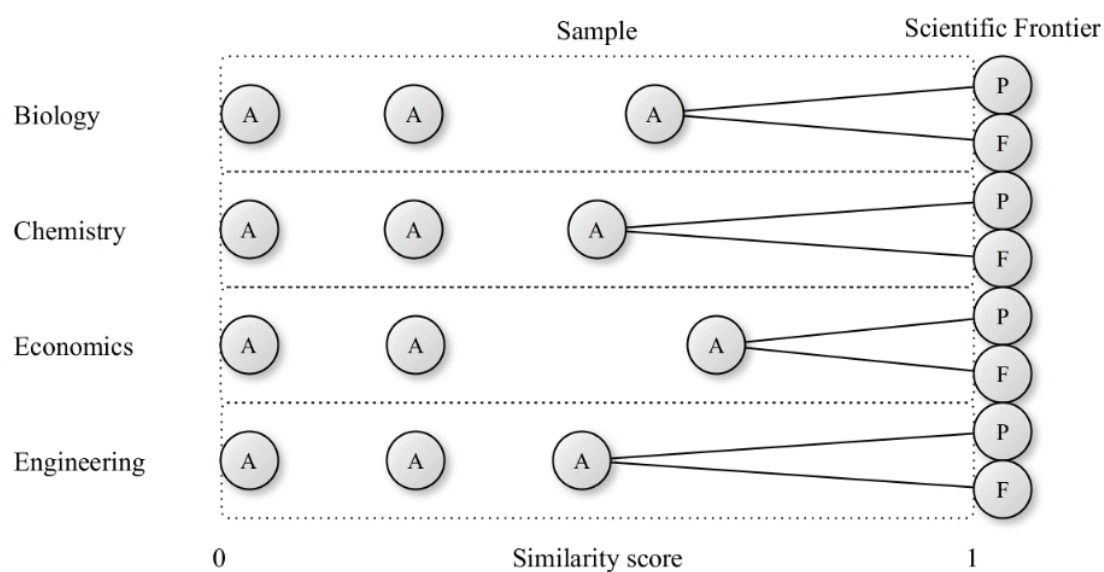 Sample Scientific Frontier
Biology A A A P
F
Chemistry A A A P
F
Economics A A A P
F
Engineering A A A P
F
0 Similarity score 1